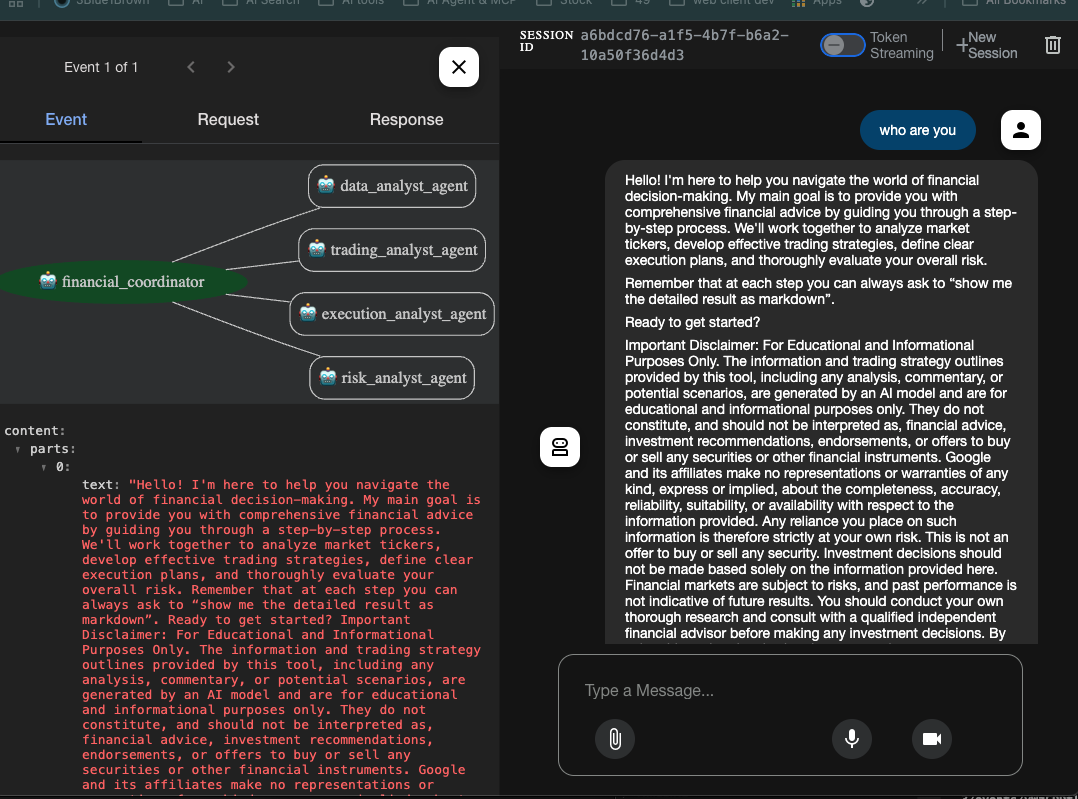 3Blue1Brown
AI
AI Search
AI tools
AI Agent & MCP
Stock
49
web client dev
Apps
All Bookmarks
Event 1 of 1
Event
Request
Response
data_analyst_agent
trading_analyst_agent
financial_coordinator
execution_analyst_agent
risk_analyst_agent
content:
parts:
0:
text: "Hello! I'm here to help you navigate the
world of financial decision-making. My main goal is
to provide you with comprehensive financial advice
by guiding you through a step-by-step process.
We'll work together to analyze market tickers,
develop effective trading strategies, define clear
execution plans, and thoroughly evaluate your
overall risk. Remember that at each step you can
always ask to “show me the detailed result as
markdown”. Ready to get started? Important
Disclaimer: For Educational and Informational
Purposes Only. The information and trading strategy
outlines provided by this tool, including any
analysis, commentary, or potential scenarios, are
generated by an AI model and are for educational
and informational purposes only. They do not
constitute, and should not be interpreted as,
financial advice, investment recommendations,
endorsements, or offers to buy or sell any
securities or other financial instruments. Google
and its affiliates make no representations or
SESSION
ID
a6bdcd76-a1f5-4b7f-b6a2-
10a50f36d4d3
Token
Streaming
New
Session
who are you
Hello! I'm here to help you navigate the world of financial
decision-making. My main goal is to provide you with
comprehensive financial advice by guiding you through a step-
by-step process. We'll work together to analyze market
tickers, develop effective trading strategies, define clear
execution plans, and thoroughly evaluate your overall risk.
Remember that at each step you can always ask to “show me
the detailed result as markdown”.
Ready to get started?
Important Disclaimer: For Educational and Informational
Purposes Only. The information and trading strategy outlines
provided by this tool, including any analysis, commentary, or
potential scenarios, are generated by an AI model and are for
educational and informational purposes only. They do not
constitute, and should not be interpreted as, financial advice,
investment recommendations, endorsements, or offers to buy
or sell any securities or other financial instruments. Google
and its affiliates make no representations or warranties of any
kind, express or implied, about the completeness, accuracy,
reliability, suitability, or availability with respect to the
information provided. Any reliance you place on such
information is therefore strictly at your own risk. This is not an
offer to buy or sell any security. Investment decisions should
not be made based solely on the information provided here.
Financial markets are subject to risks, and past performance is
not indicative of future results. You should conduct your own
thorough research and consult with a qualified independent
financial advisor before making any investment decisions. By
Type a Message...